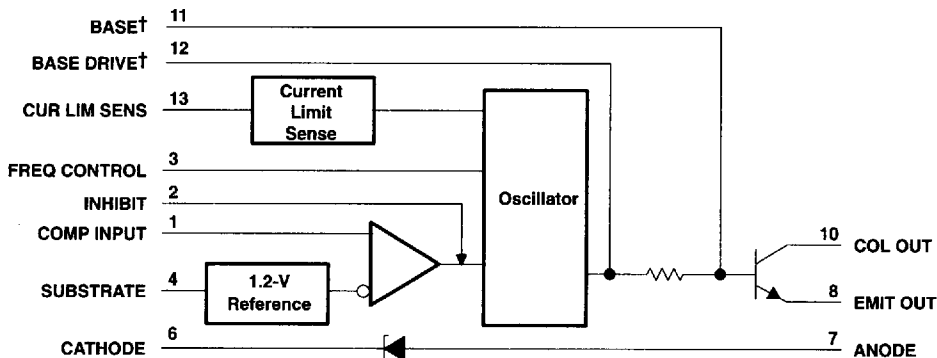 BASE† 11
BASE DRIVE† 12
CUR LIM SENS 13
Current
Limit
Sense
FREQ CONTROL 3
INHIBIT 2
COMP INPUT 1
Oscillator
SUBSTRATE 4
1.2-V
Reference
10 COL OUT
8 EMIT OUT
CATHODE 6
7 ANODE